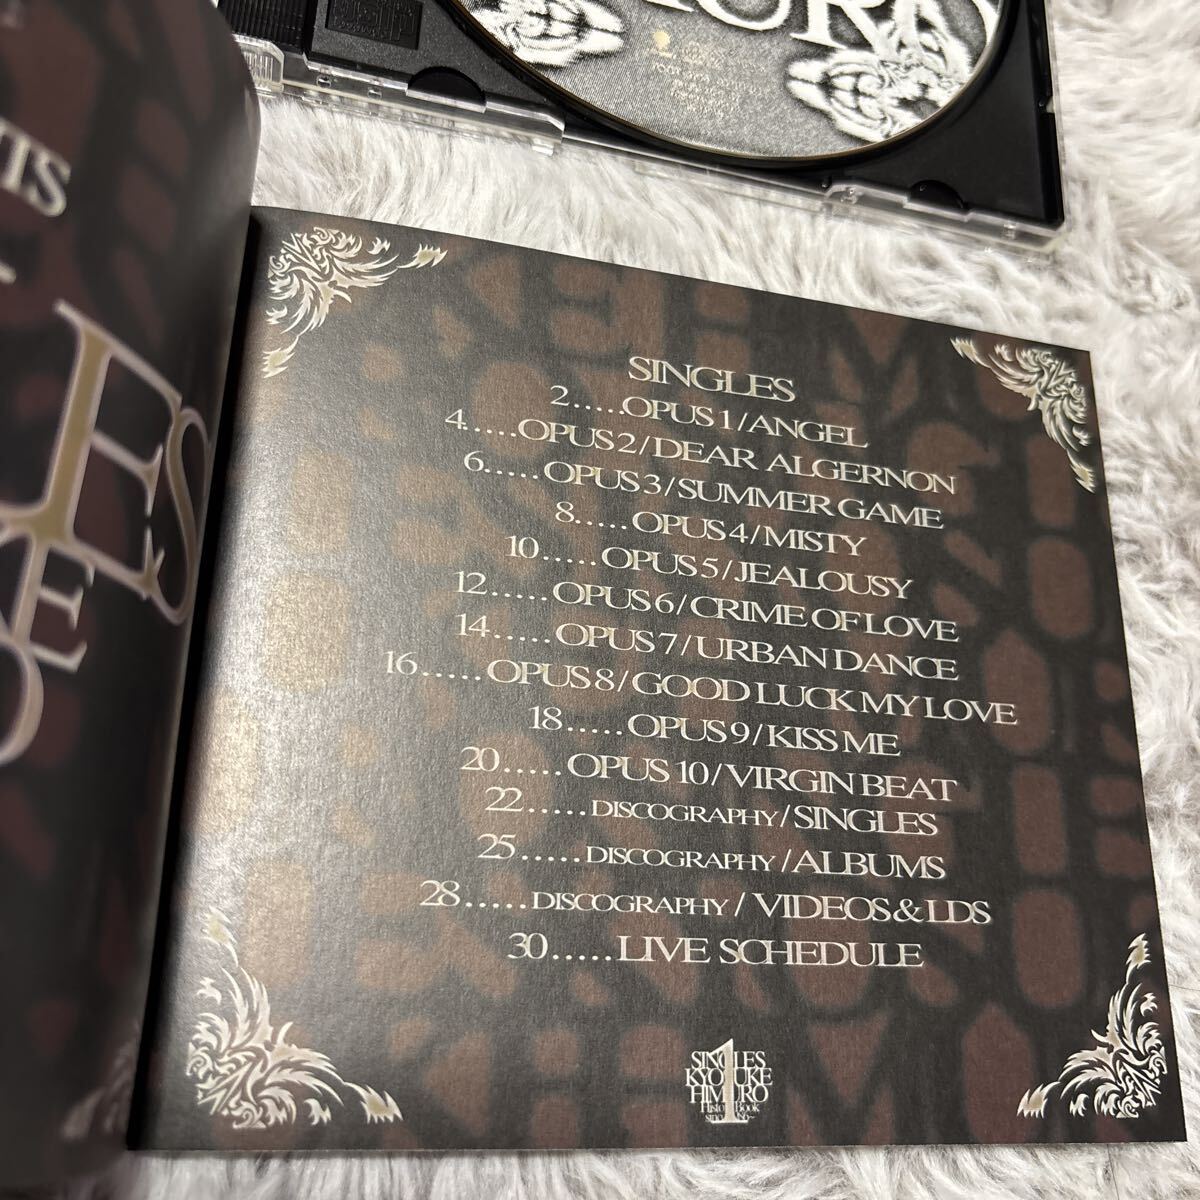 SINGLES
2.....OPUS 1/ANGEL
4.....OPUS 2/DEAR ALGERNON
6.....OPUS 3/SUMMER GAME
8.....OPUS 4/MISTY
10.....OPUS 5/JEALOUSY
12......OPUS 6/CRIME OF LOVE
14......OPUS 7/URBAN DANCE
16......OPUS 8/GOOD LUCK MY LOVE
18......OPUS 9/KISS ME
20......OPUS 10/VIRGIN BEAT
22......DISCOGRAPHY/SINGLES
25......DISCOGRAPHY/ALBUMS
28......DISCOGRAPHY/VIDEOS&LDS
30.....LIVE SCHEDULE
1
SINGLES
HIMURO